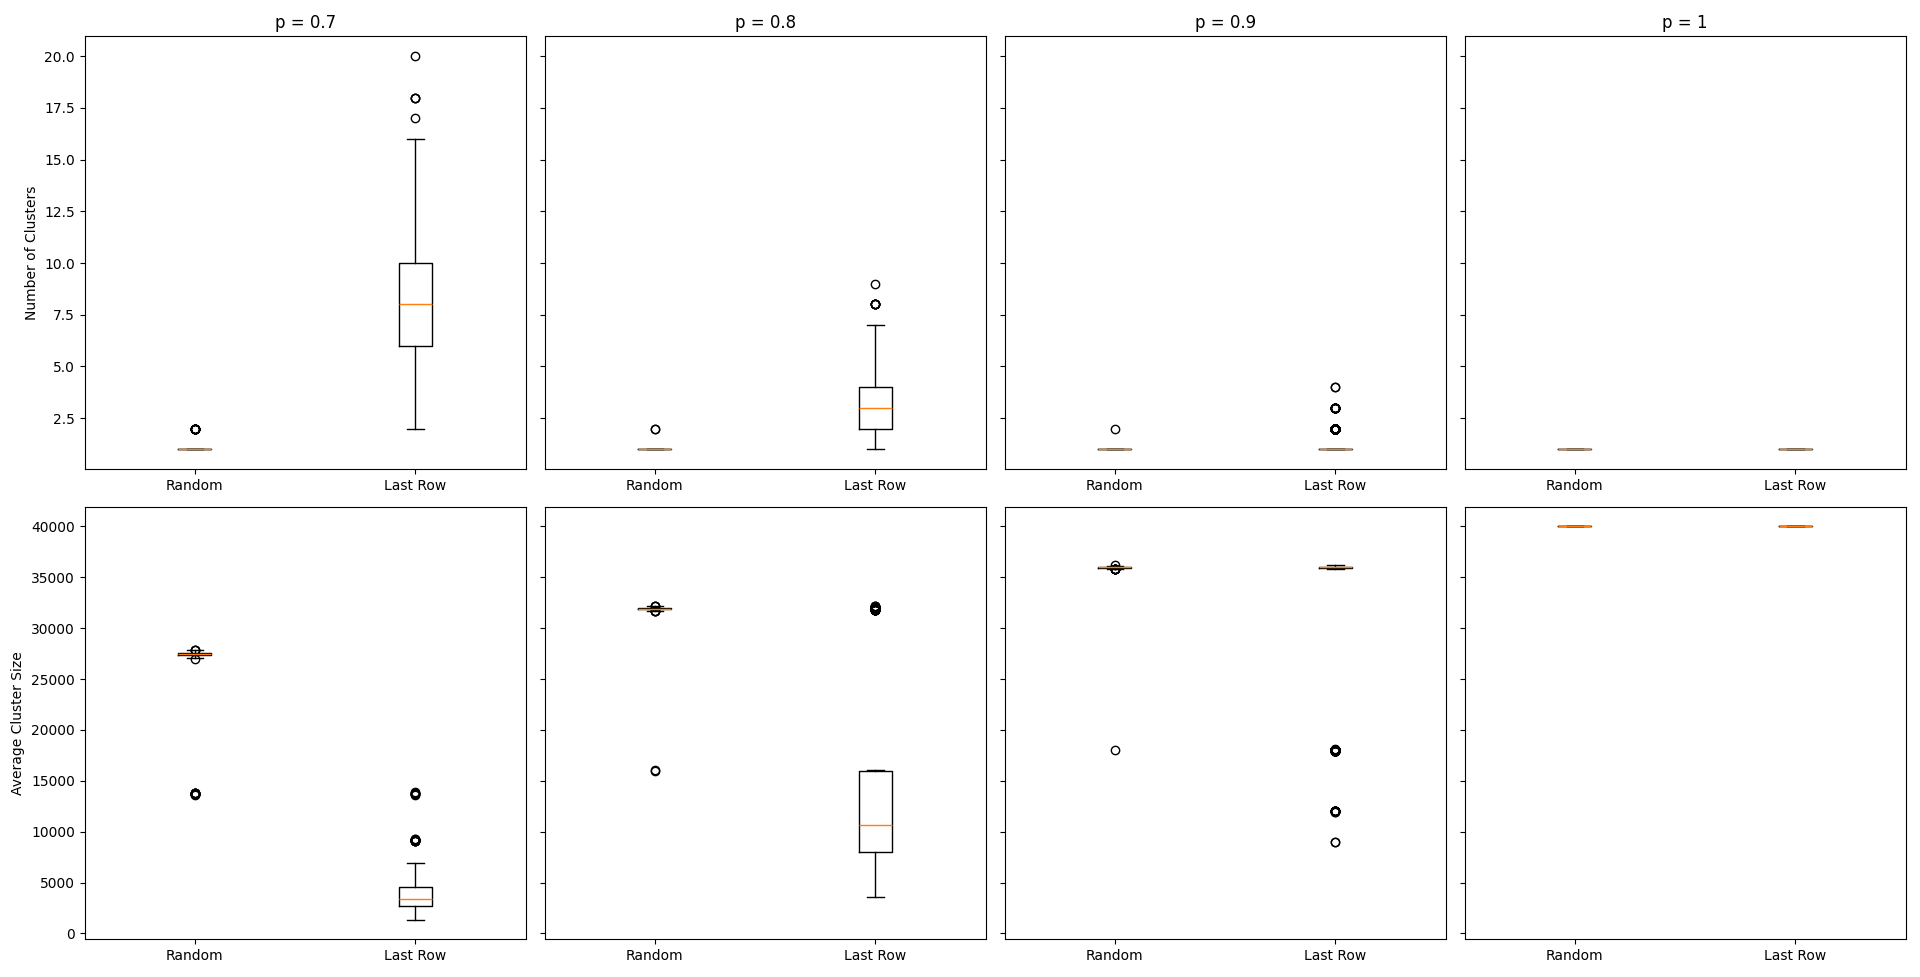 p = 0.7
p = 0.8
p = 0.9
p = 1
Number of Clusters
20.0
17.5
15.0
12.5
10.0
7.5
5.0
2.5
Random
Last Row
Random
Last Row
Random
Last Row
Random
Last Row
Average Cluster Size
40000
35000
30000
25000
20000
15000
10000
5000
0
Random
Last Row
Random
Last Row
Random
Last Row
Random
Last Row